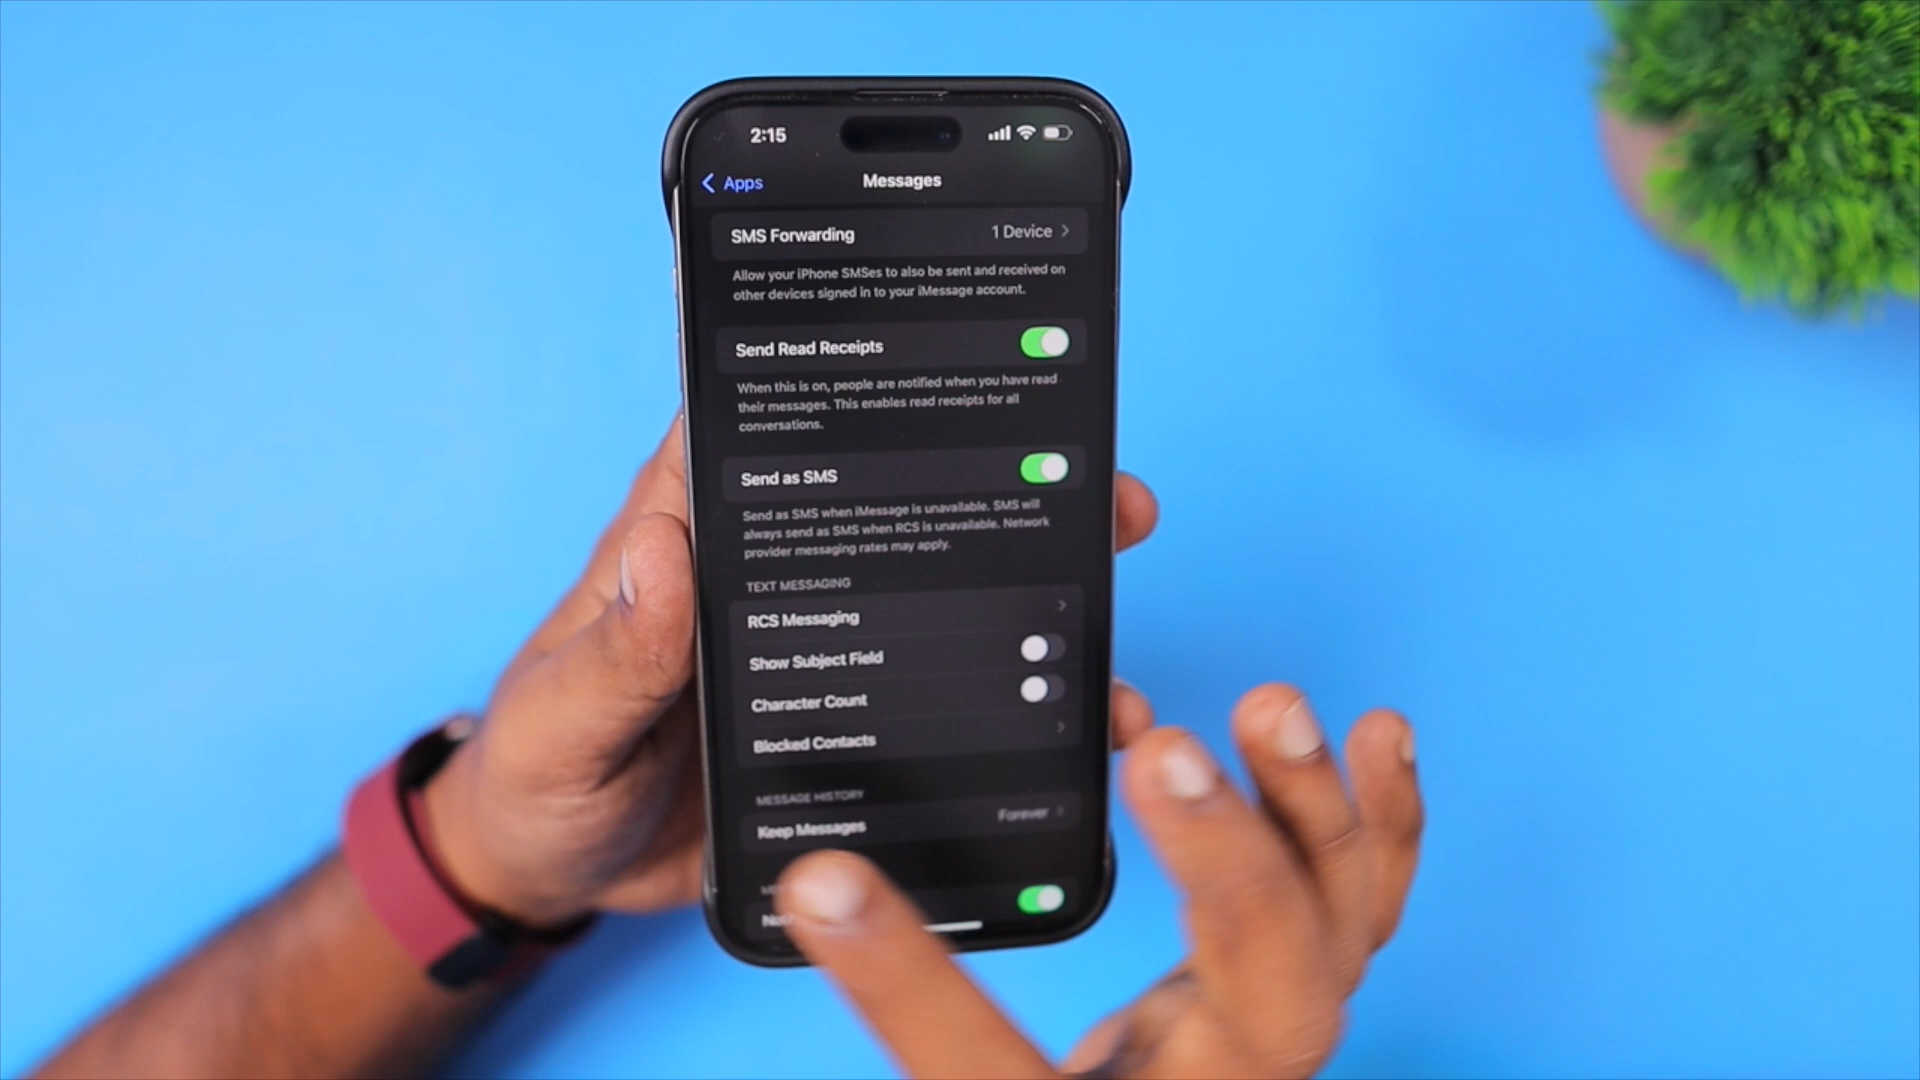 2:15
Apps
Messages
SMS Forwarding
1 Device
Allow your iPhone SMSes to also be sent and received on
other devices signed in to your iMessage account.
Send Read Receipts
When this is on, people are notified when you have read
their messages. This enables read receipts for all
conversations.
Send as SMS
Send as SMS when iMessage is unavailable. SMS will
always send as SMS when RCS is unavailable. Network
provider messaging rates may apply.
TEXT MESSAGING
RCS Messaging
Show Subject Field
Character Count
Blocked Contacts
MESSAGE HISTORY
Keep Messages
Forever